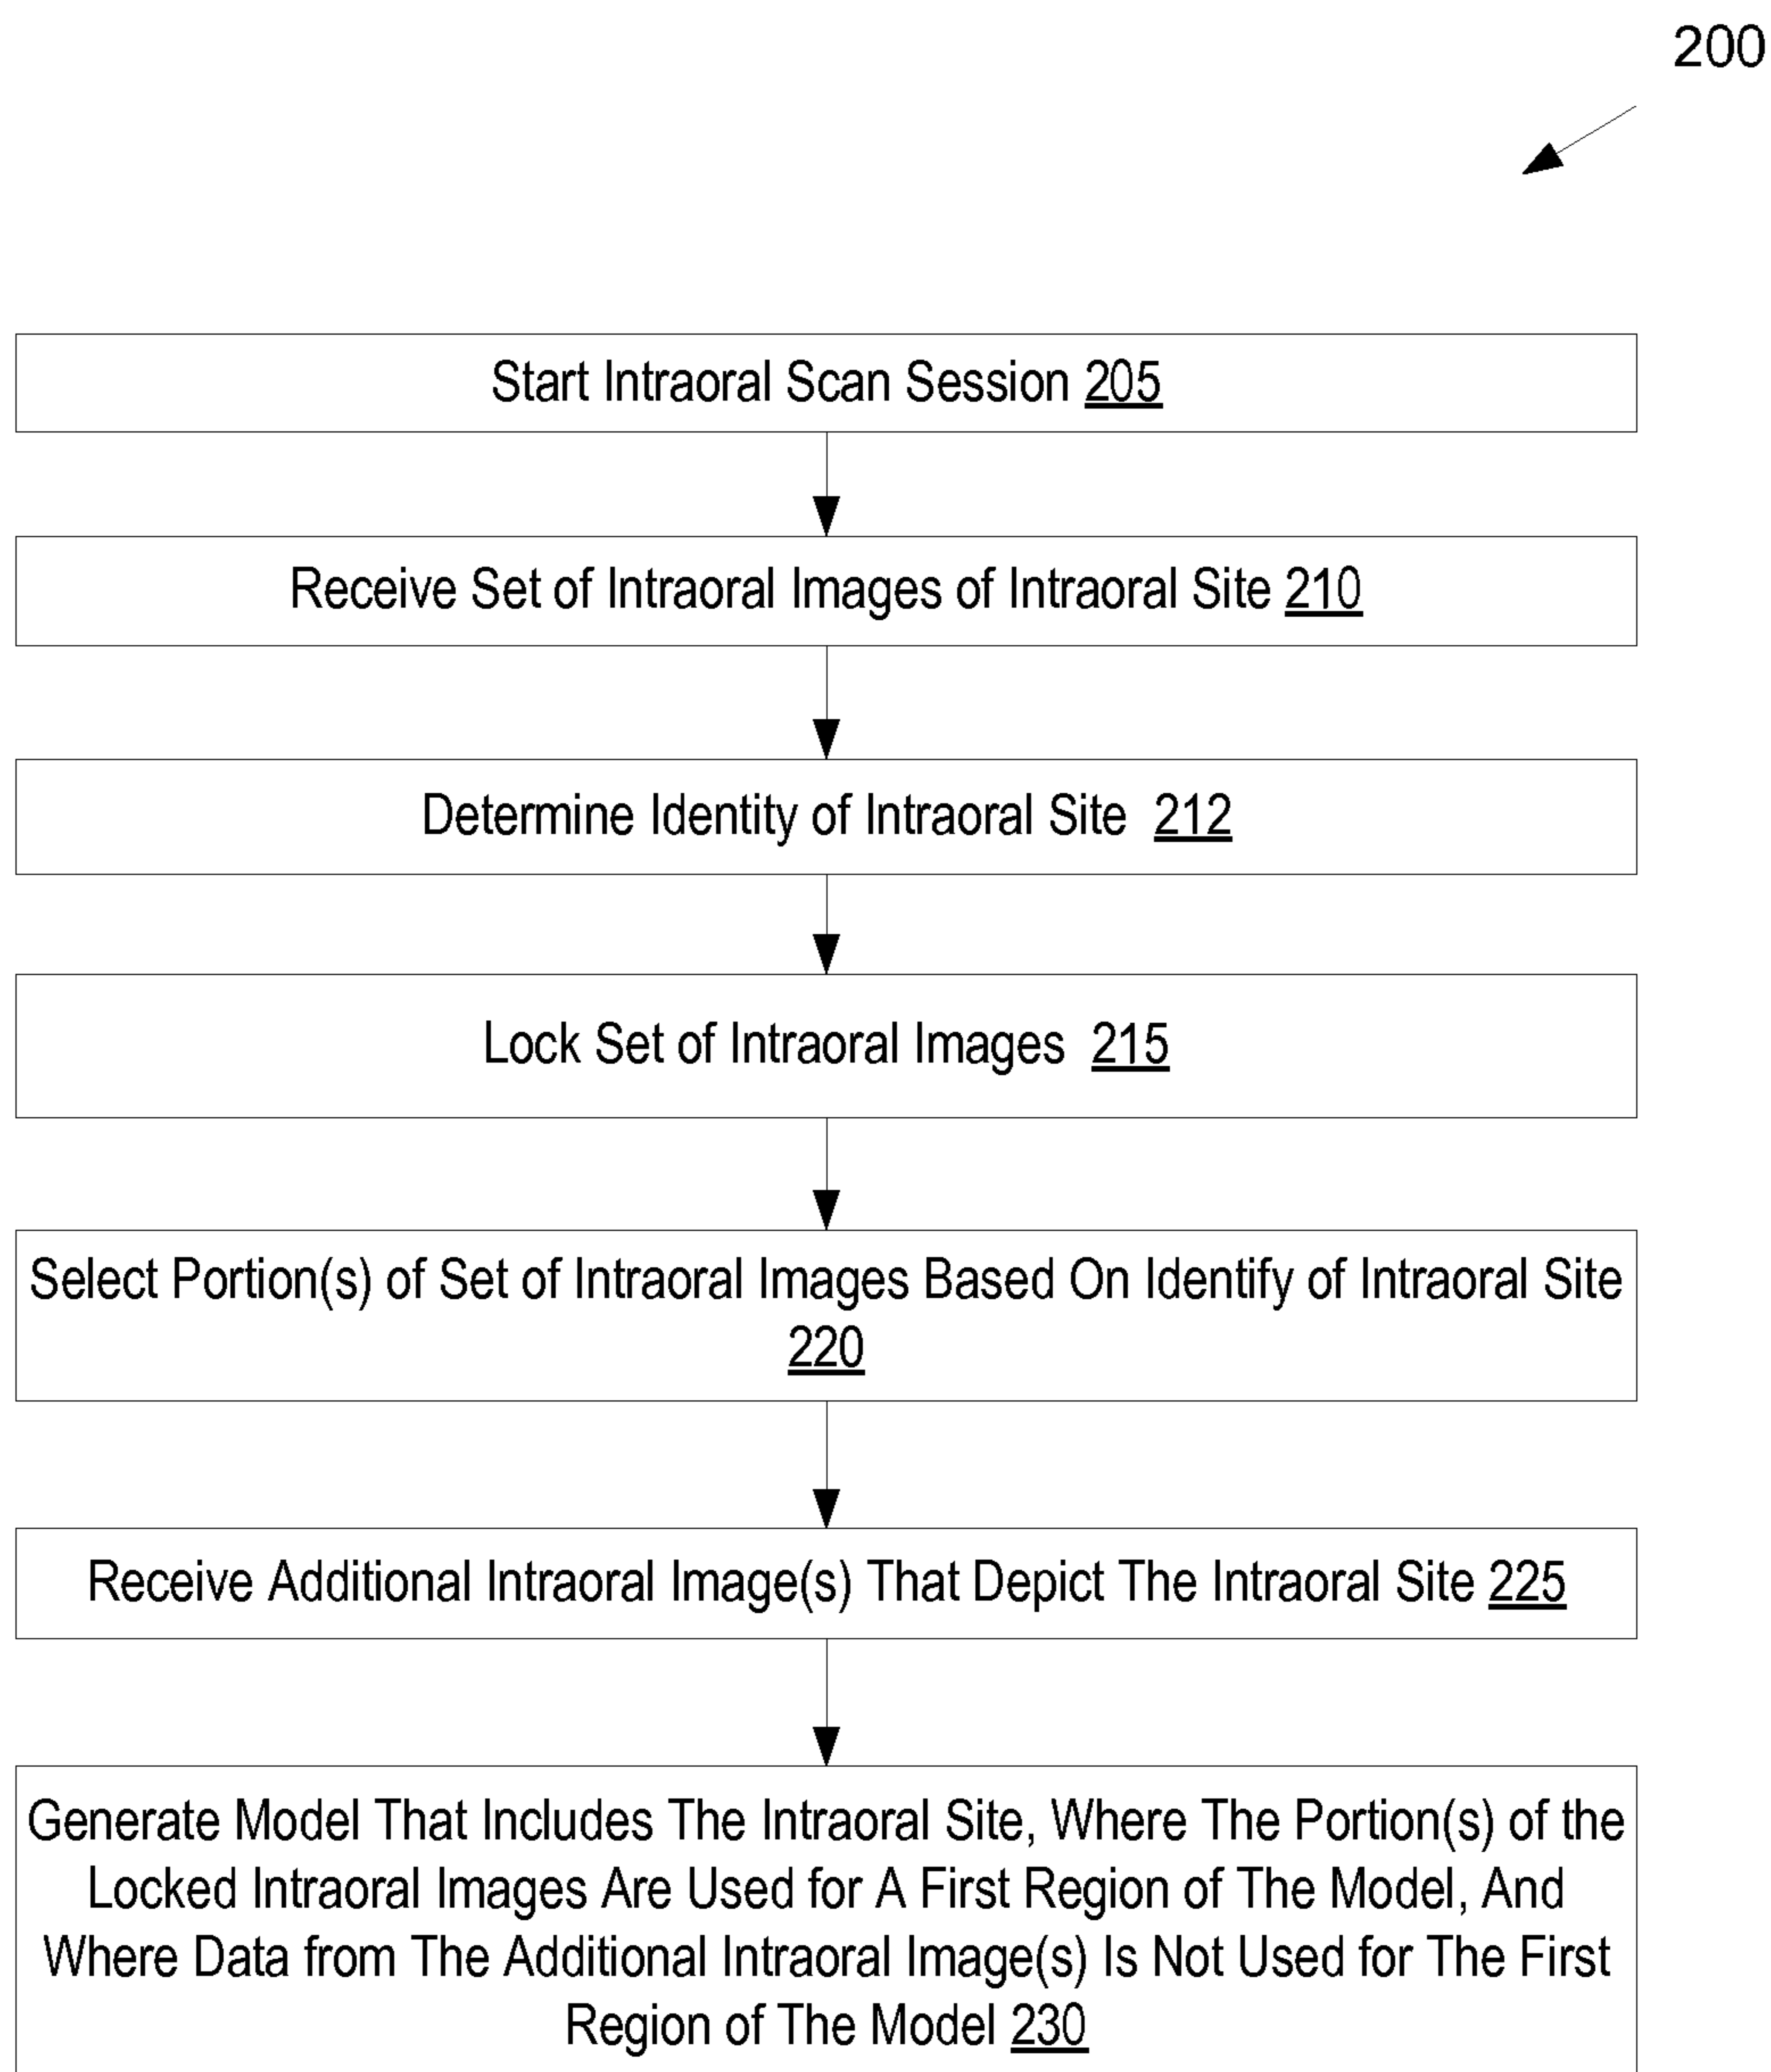 200
Start Intraoral Scan Session 205
Receive Set of Intraoral Images of Intraoral Site 210
Determine Identity of Intraoral Site 212
Lock Set of Intraoral Images 215
Select Portion(s) of Set of Intraoral Images Based On Identify of Intraoral Site
220
Receive Additional Intraoral Image(s) That Depict The Intraoral Site 225
Generate Model That Includes The Intraoral Site, Where The Portion(s) of the
Locked Intraoral Images Are Used for A First Region of The Model, And
Where Data from The Additional Intraoral Image(s) Is Not Used for The First
Region of The Model 230